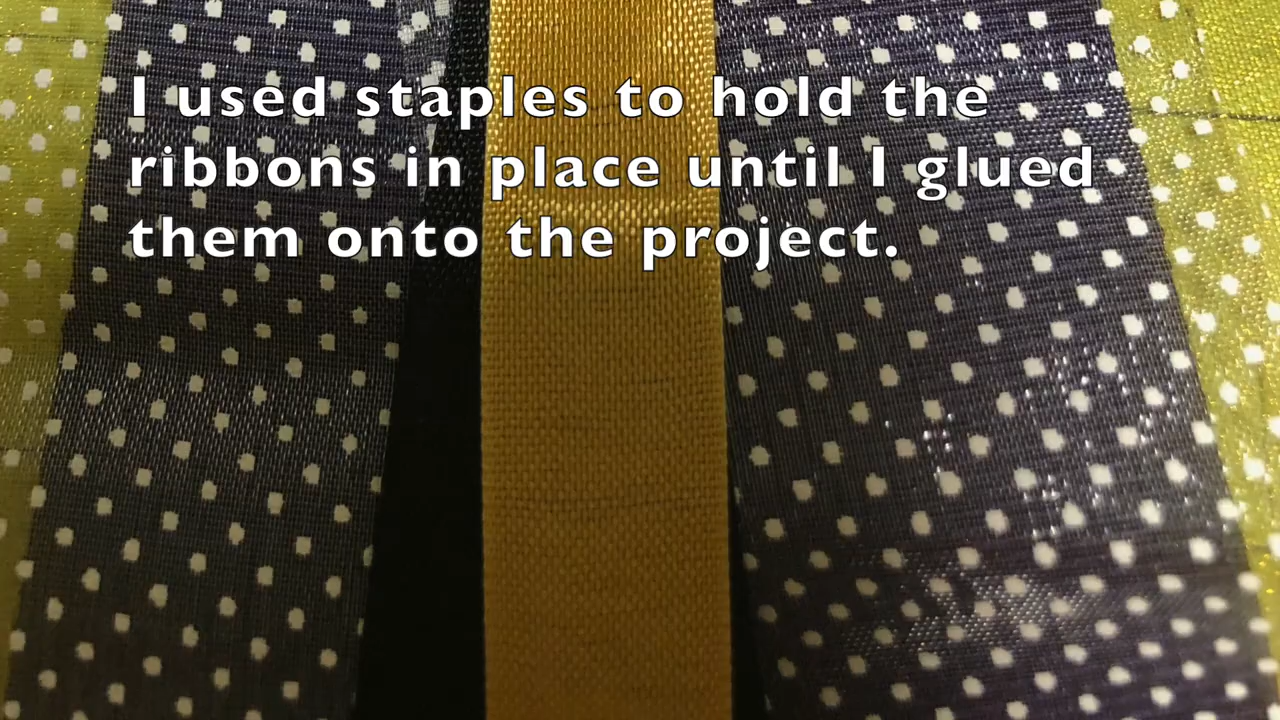 I used staples to hold the
ribbons in place until I glued
them onto the project.